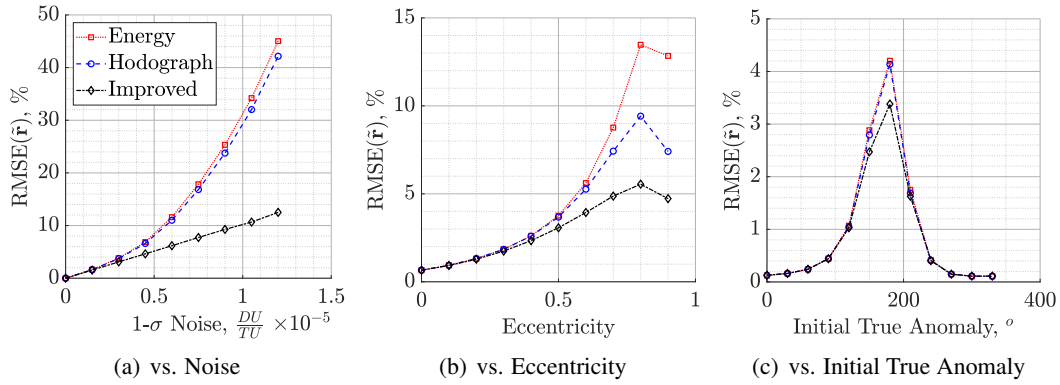 50
40
30
20
10
0
RMSE(r̃), %
Energy
Hodograph
Improved
0 0.5 1 1.5
1-σ Noise, DU/TU ×10⁻⁵
(a) vs. Noise
15
10
5
0
RMSE(r̃), %
0 0.5 1
Eccentricity
(b) vs. Eccentricity
5
4
3
2
1
0
RMSE(r̃), %
0 200 400
Initial True Anomaly, °
(c) vs. Initial True Anomaly